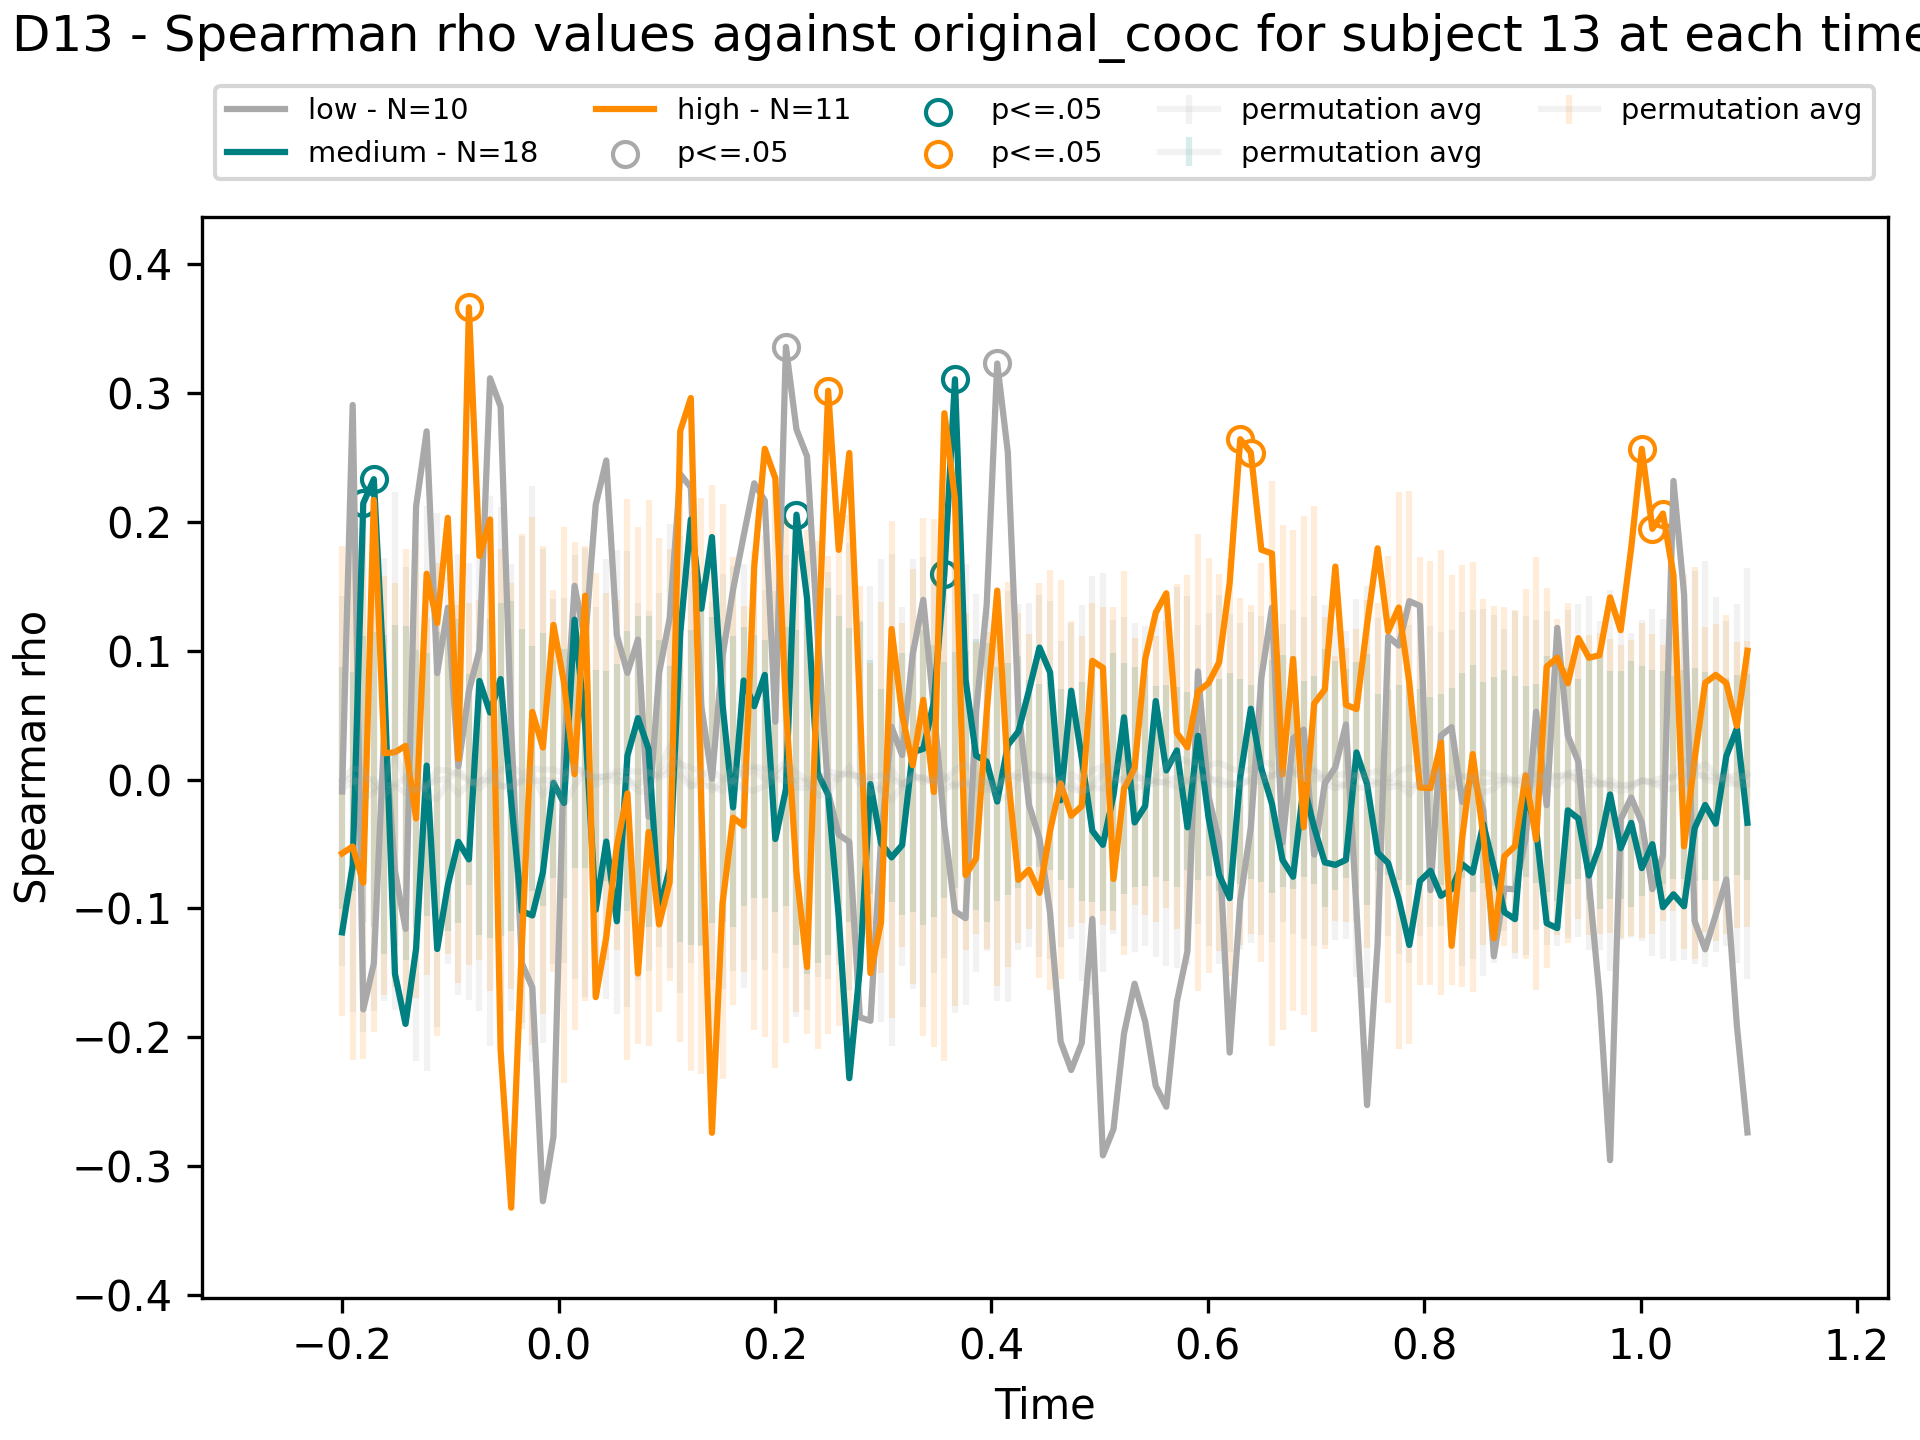 D13 - Spearman rho values against original_cooc for subject 13 at each time
low - N=10
medium - N=18
high - N=11
p<=.05
p<=.05
p<=.05
permutation avg
permutation avg
permutation avg
Spearman rho
0.4
0.3
0.2
0.1
0.0
−0.1
−0.2
−0.3
−0.4
−0.2
0.0
0.2
0.4
0.6
0.8
1.0
1.2
Time